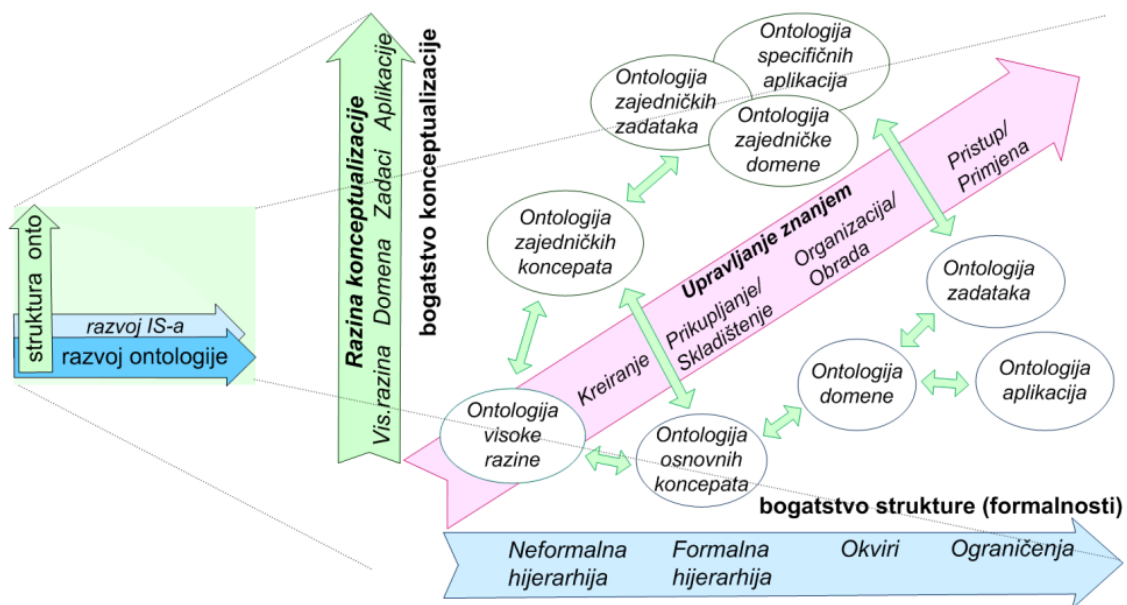 struktura onto
razvoj IS-a
razvoj ontologije
Razina konceptualizacije
Vis.razina Domena Zadaci Aplikacije
bogatstvo konceptualizacije
Ontologija
specifičnih
aplikacija
Ontologija
zajedničkih
zadataka
Ontologija
zajedničke
domene
Ontologija
zajedničkih
koncepata
Upravljanje znanjem
Kreiranje
Prikupljanje/
Skladištenje
Organizacija/
Obrada
Pristup/
Primjena
Ontologija
zadataka
Ontologija
domene
Ontologija
aplikacija
Ontologija
visoke
razine
Ontologija
osnovnih
koncepata
bogatstvo strukture (formalnosti)
Neformalna
hijerarhija
Formalna
hijerarhija
Okviri
Ograničenja